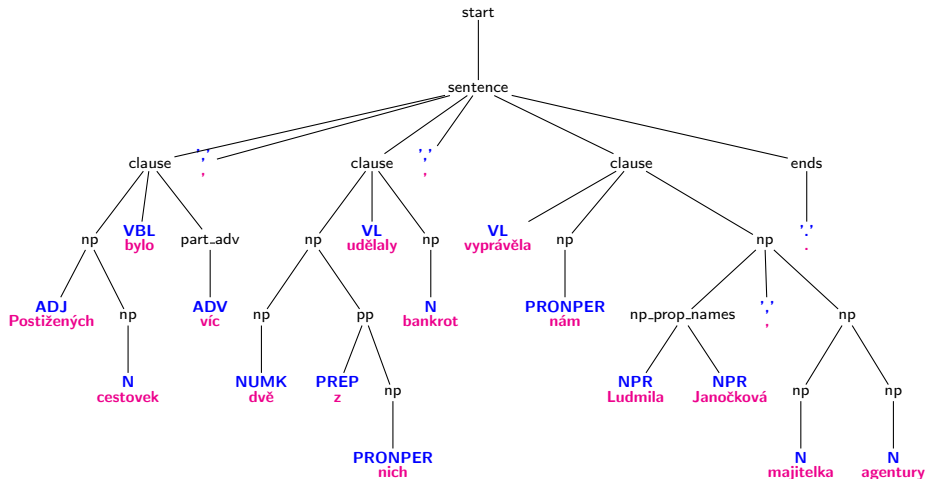 start
sentence
clause ',' clause ',' clause ends
, ,
np VBL part_adv np VL np VL np np '.'
bylo udělaly vyprávěla .
ADJ np ADV np pp N PRONPER np_prop_names ',' np
Postižených víc bankrot nám ,
N NUMK PREP np NPR NPR np np
cestovek dvě z Ludmila Janočková
PRONPER N N
nich majitelka agentury